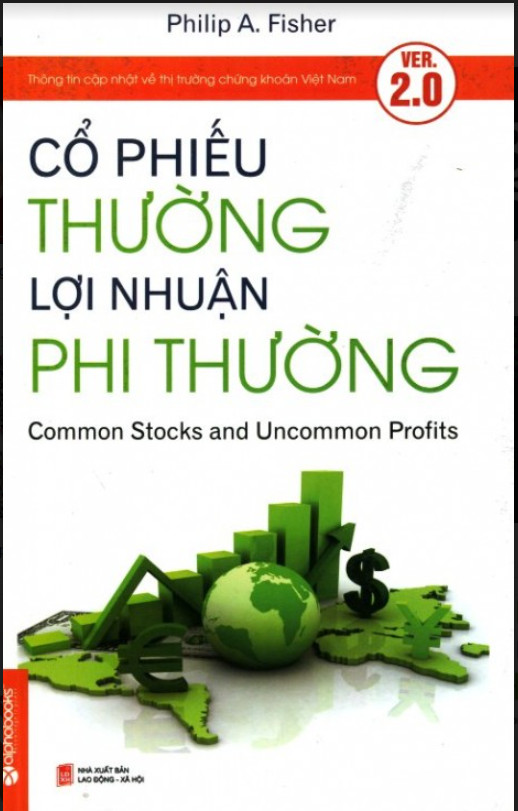 Philip A. Fisher
Thông tin cập nhật về thị trường chứng khoán Việt Nam
VER.
2.0
CỔ PHIẾU
THƯỜNG
LỢI NHUẬN
PHI THƯỜNG
Common Stocks and Uncommon Profits
alphabooks
NHÀ XUẤT BẢN
LAO ĐỘNG - XÃ HỘI